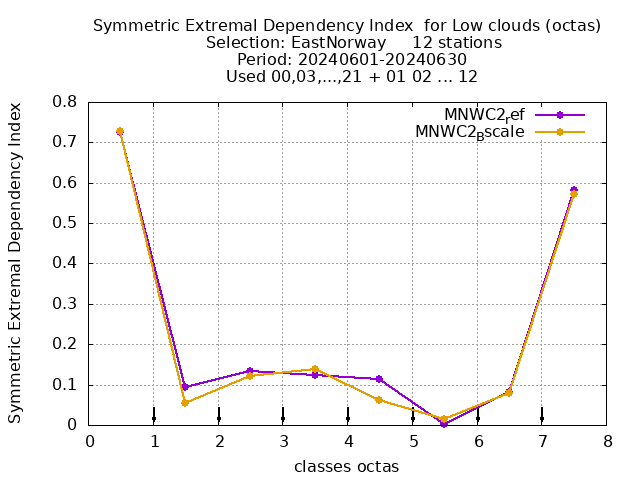 Symmetric Extremal Dependency Index  for Low clouds (octas)
Selection: EastNorway     12 stations
Period: 20240601-20240630
Used 00,03,...,21 + 01 02 ... 12
MNWC2ref
MNWC2Bscale
Symmetric Extremal Dependency Index
0.8
0.7
0.6
0.5
0.4
0.3
0.2
0.1
0
0 1 2 3 4 5 6 7 8
classes octas